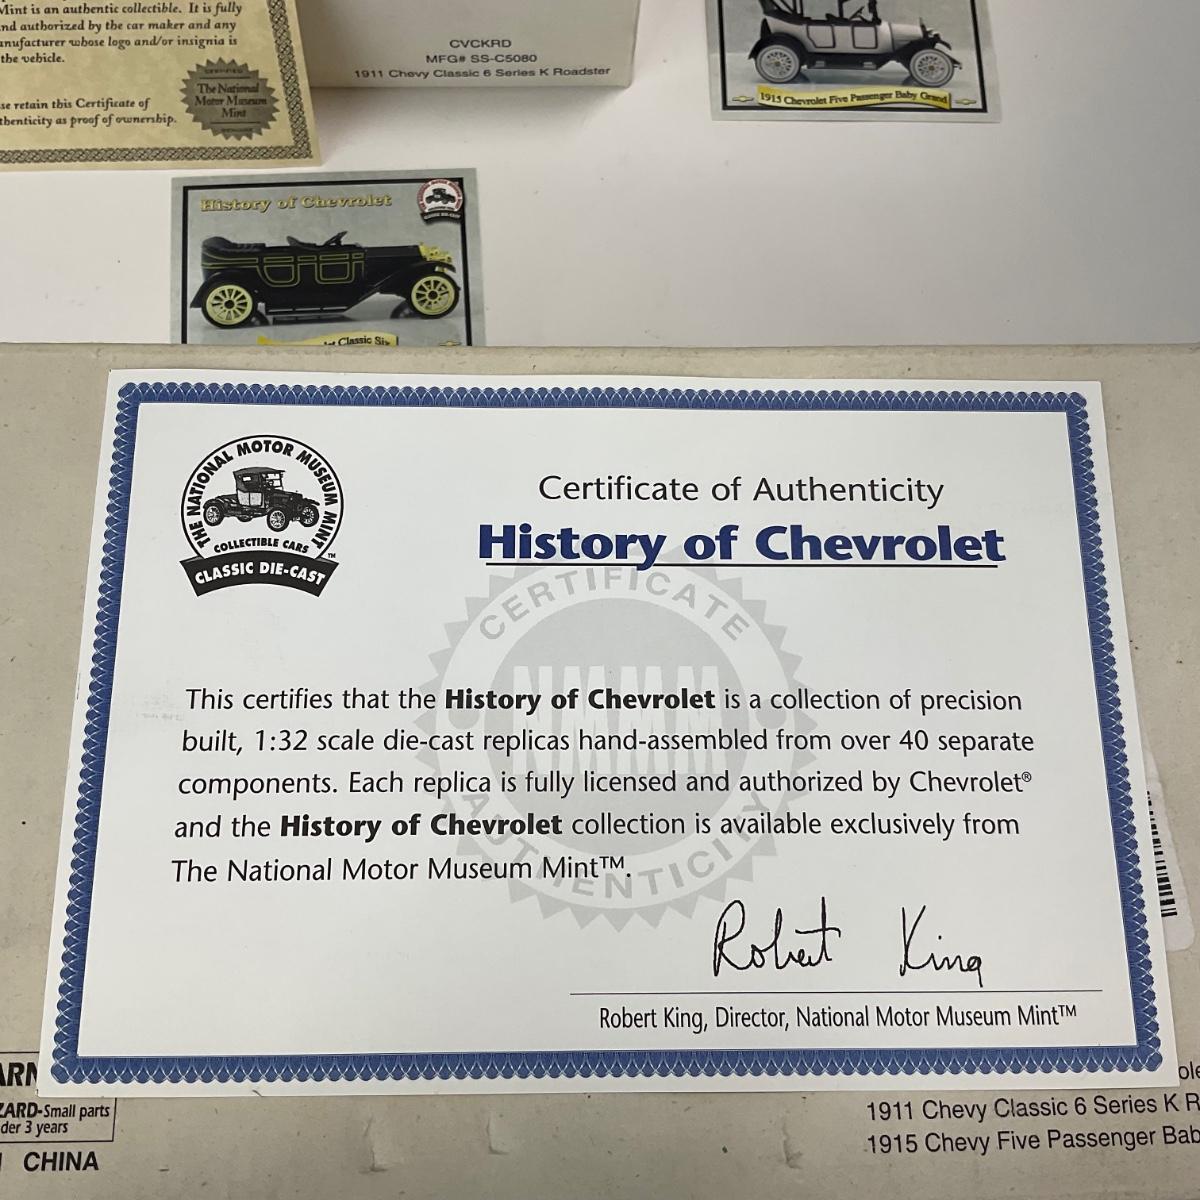 Mint is an authentic collectible. It is fully
nd authorized by the car maker and any
anufacturer whose logo and/or insignia is
the vehicle.
se retain this Certificate of
thenticity as proof of ownership.
The National
Motor Museum
Mint
CVCKRD
MFG# SS-C5080
1911 Chevy Classic 6 Series K Roadster
1915 Chevrolet Five Passenger Baby Grand
History of Chevrolet
Classic Six
THE NATIONAL MOTOR MUSEUM MINT
COLLECTIBLE CARS
CLASSIC DIE-CAST
TM
Certificate of Authenticity
History of Chevrolet
CERTIFICATE
NMMM
AUTHENTICITY
This certifies that the History of Chevrolet is a collection of precision
built, 1:32 scale die-cast replicas hand-assembled from over 40 separate
components. Each replica is fully licensed and authorized by Chevrolet®
and the History of Chevrolet collection is available exclusively from
The National Motor Museum Mint™.
Robert King
Robert King, Director, National Motor Museum Mint™
ARN
ZARD-Small parts
der 3 years
CHINA
ole
1911 Chevy Classic 6 Series K R
1915 Chevy Five Passenger Bab